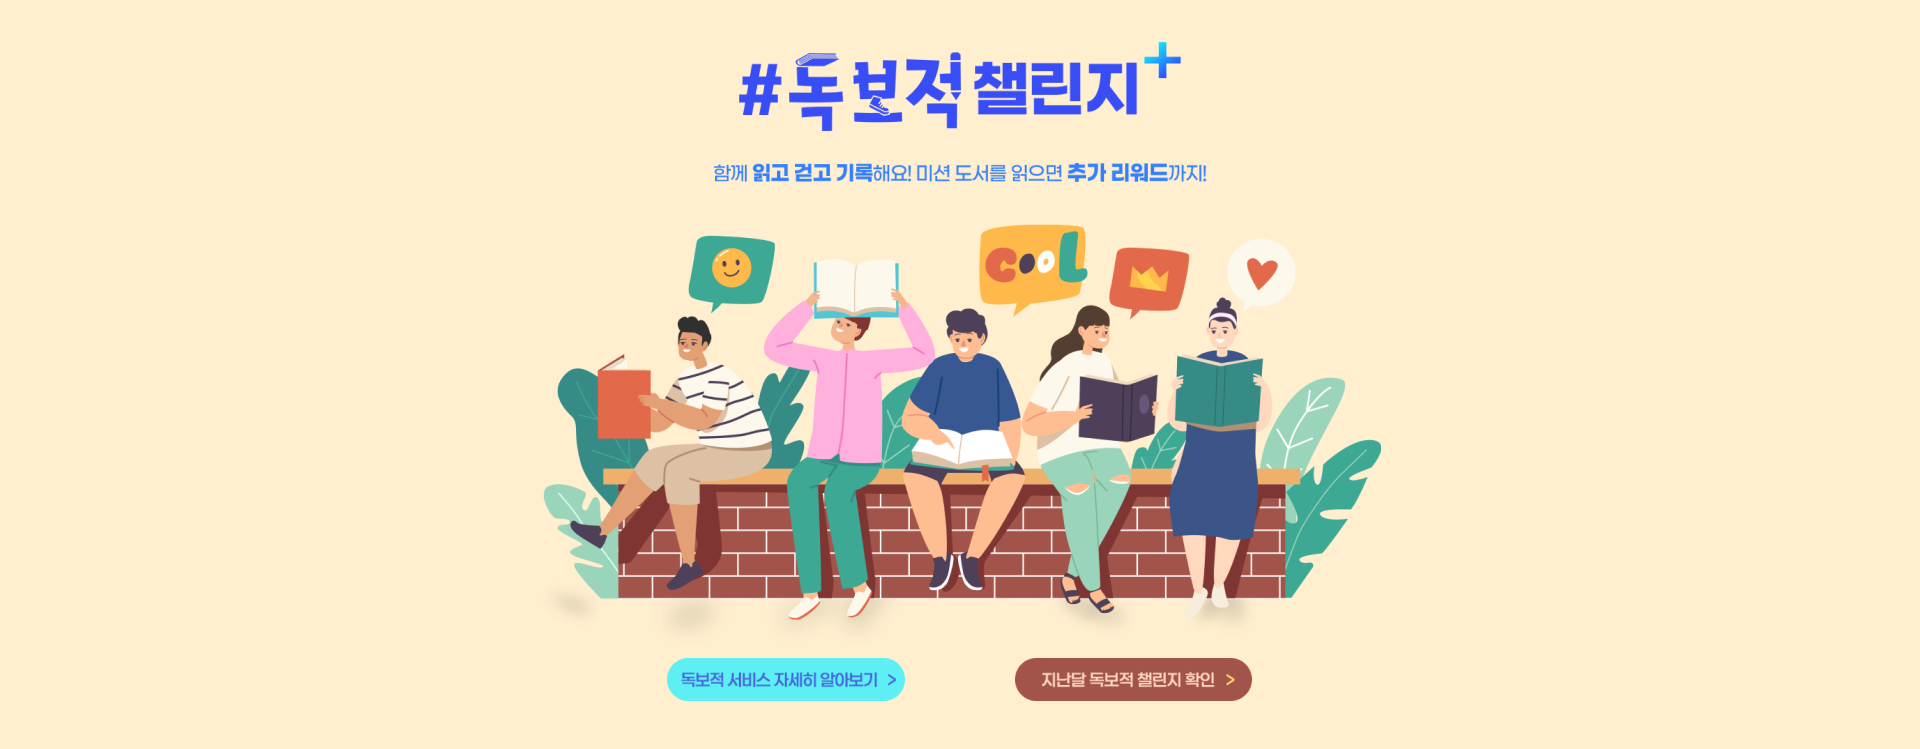 #독보적 챌린지+
함께 읽고 걷고 기록해요! 미션 도서를 읽으면 추가 리워드까지!
cool
독보적 서비스 자세히 알아보기 >
지난달 독보적 챌린지 확인 >